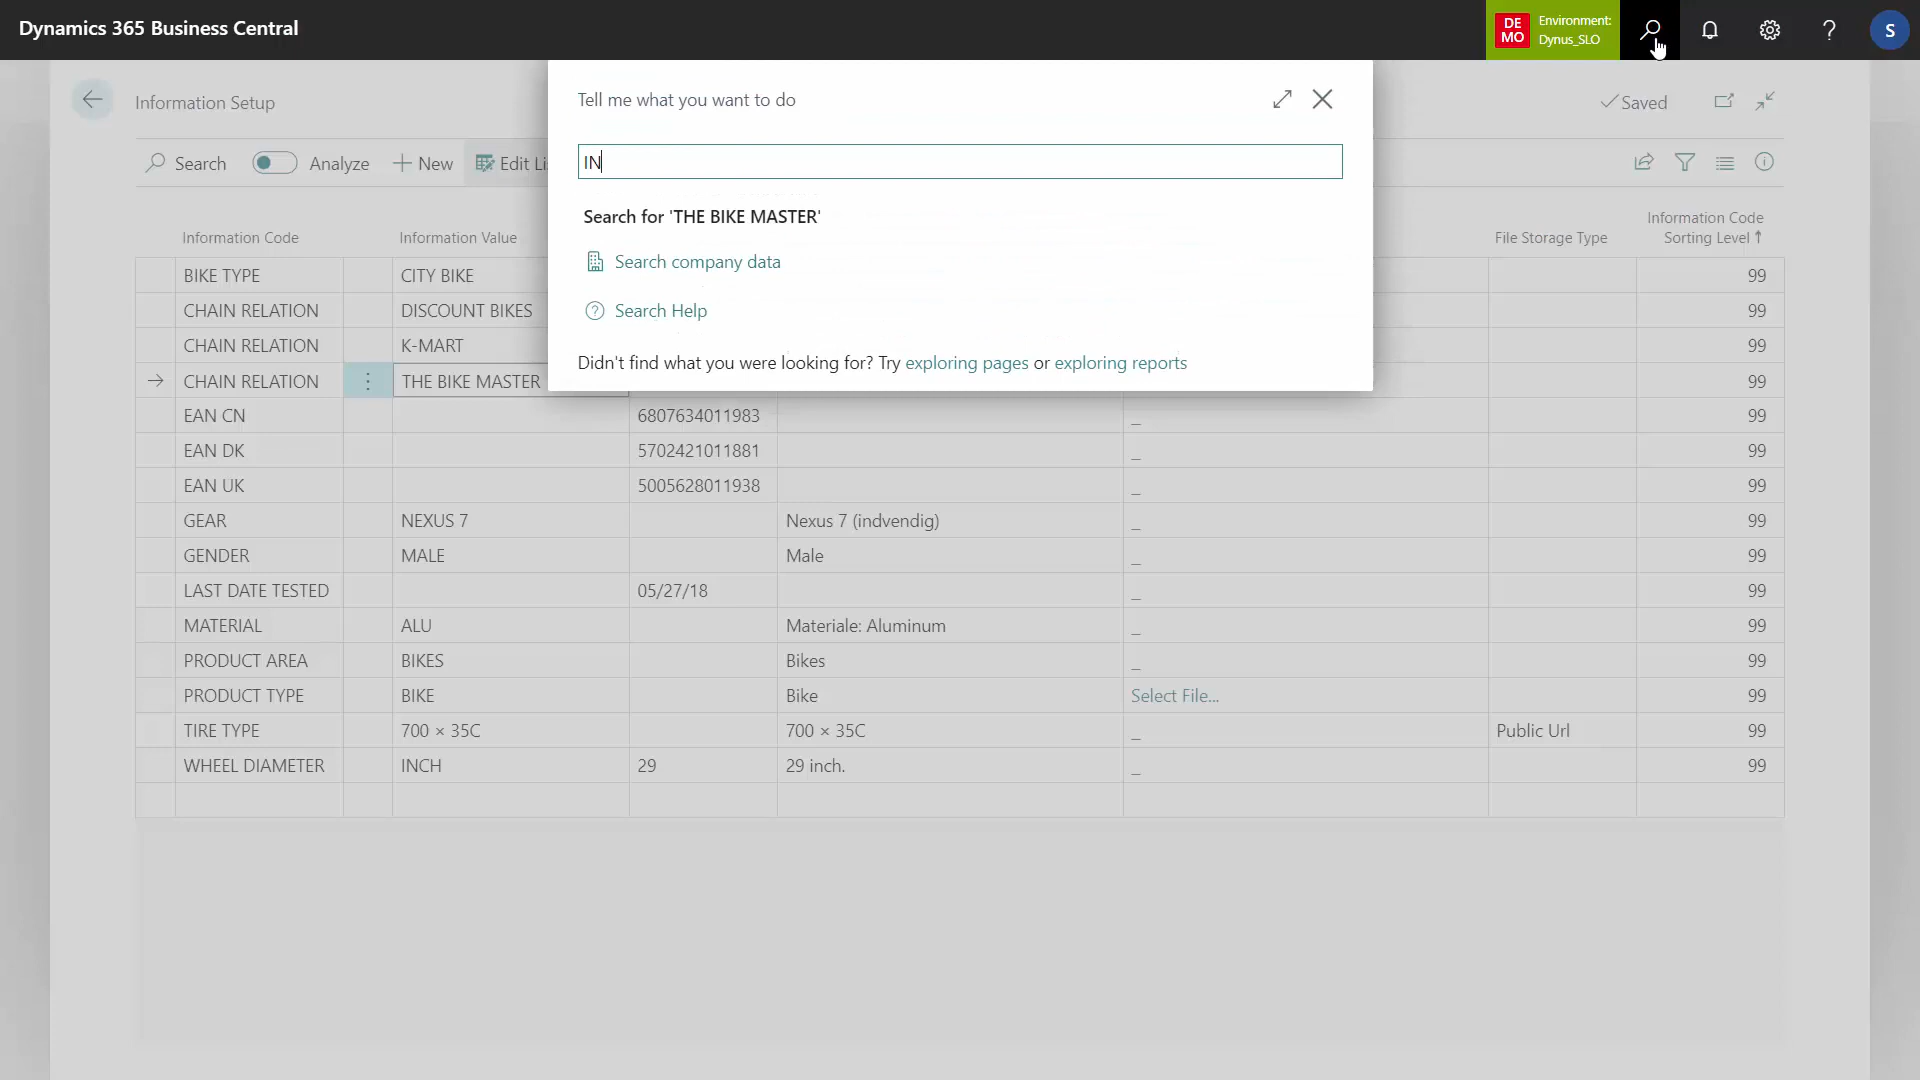 Dynamics 365 Business Central
DE
MO
Environment:
Dynus_SLO
?
S
Information Setup
Saved
Tell me what you want to do
IN
Search
Analyze
New
Edit Li
Search for 'THE BIKE MASTER'
Search company data
Search Help
Didn't find what you were looking for? Try exploring pages or exploring reports
Information Code
Information Value
File Storage Type
Information Code
Sorting Level ↑
BIKE TYPE CITY BIKE 99
CHAIN RELATION DISCOUNT BIKES 99
CHAIN RELATION K-MART 99
→ CHAIN RELATION THE BIKE MASTER 99
EAN CN 6807634011983 _ 99
EAN DK 5702421011881 _ 99
EAN UK 5005628011938 _ 99
GEAR NEXUS 7 Nexus 7 (indvendig) _ 99
GENDER MALE Male _ 99
LAST DATE TESTED 05/27/18 _ 99
MATERIAL ALU Materiale: Aluminum _ 99
PRODUCT AREA BIKES Bikes _ 99
PRODUCT TYPE BIKE Bike Select File... 99
TIRE TYPE 700 × 35C 700 × 35C _ Public Url 99
WHEEL DIAMETER INCH 29 29 inch. _ 99